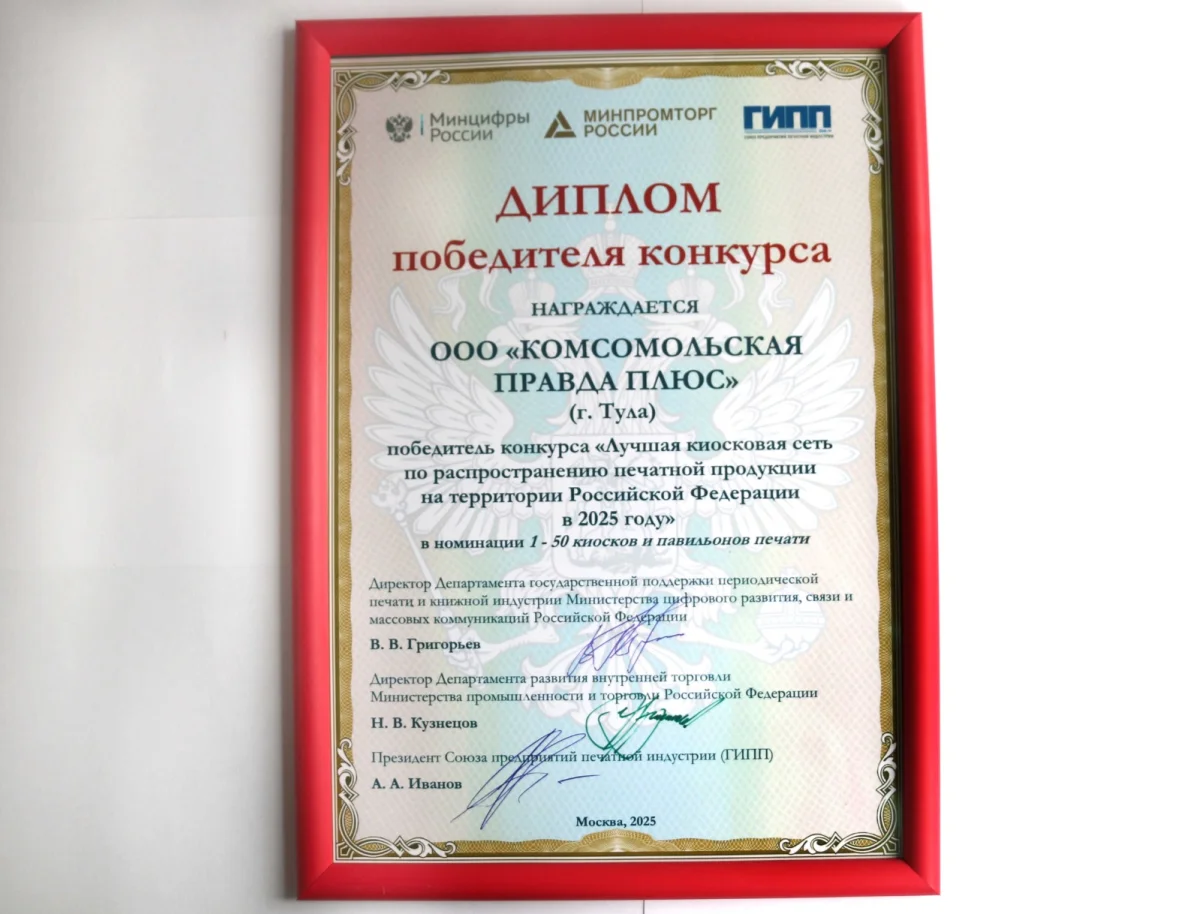 Минцифры России
МИНПРОМТОРГ РОССИИ
ГИПП
ДИПЛОМ
победителя конкурса
НАГРАЖДАЕТСЯ
ООО «КОМСОМОЛЬСКАЯ
ПРАВДА ПЛЮС»
(г. Тула)
победитель конкурса «Лучшая киосковая сеть
по распространению печатной продукции
на территории Российской Федерации
в 2025 году»
в номинации 1 - 50 киосков и павильонов печати
Директор Департамента государственной поддержки периодической
печати и книжной индустрии Министерства цифрового развития, связи и
массовых коммуникаций Российской Федерации
В. В. Григорьев
Директор Департамента развития внутренней торговли
Министерства промышленности и торговли Российской Федерации
Н. В. Кузнецов
Президент Союза предприятий печатной индустрии (ГИПП)
А. А. Иванов
Москва, 2025